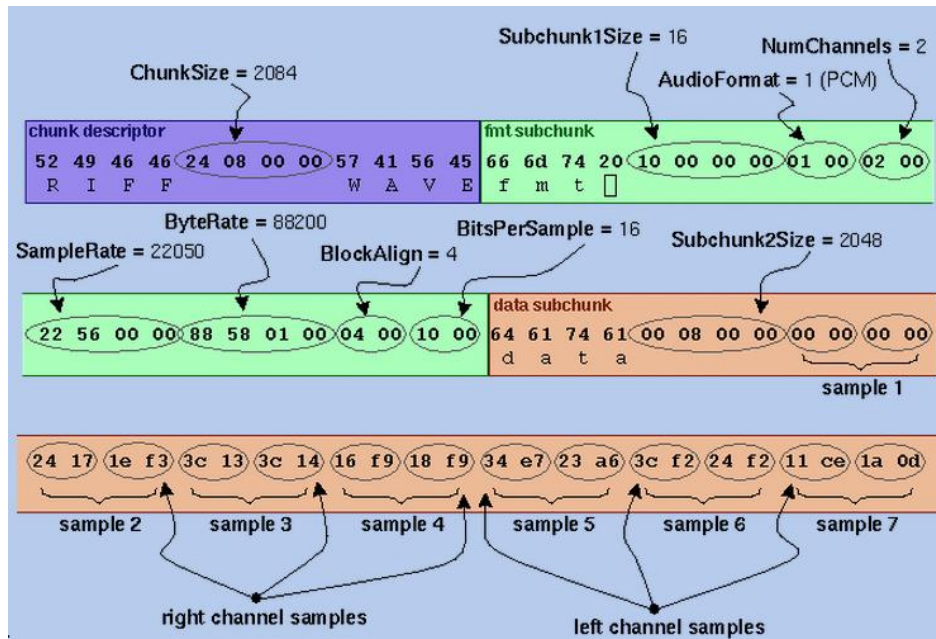 Subchunk1Size = 16
NumChannels = 2
ChunkSize = 2084
AudioFormat = 1 (PCM)
chunk descriptor
fmt subchunk
52 49 46 46 24 08 00 00 57 41 56 45 66 6d 74 20 10 00 00 00 01 00 02 00
R I F F W A V E f m t
ByteRate = 88200
BitsPerSample = 16
SampleRate = 22050
BlockAlign = 4
Subchunk2Size = 2048
data subchunk
22 56 00 00 88 58 01 00 04 00 10 00 64 61 74 61 00 08 00 00 00 00 00 00
d a t a
sample 1
24 17 1e f3 3c 13 3c 14 16 f9 18 f9 34 e7 23 a6 3c f2 24 f2 11 ce 1a 0d
sample 2 sample 3 sample 4 sample 5 sample 6 sample 7
right channel samples
left channel samples